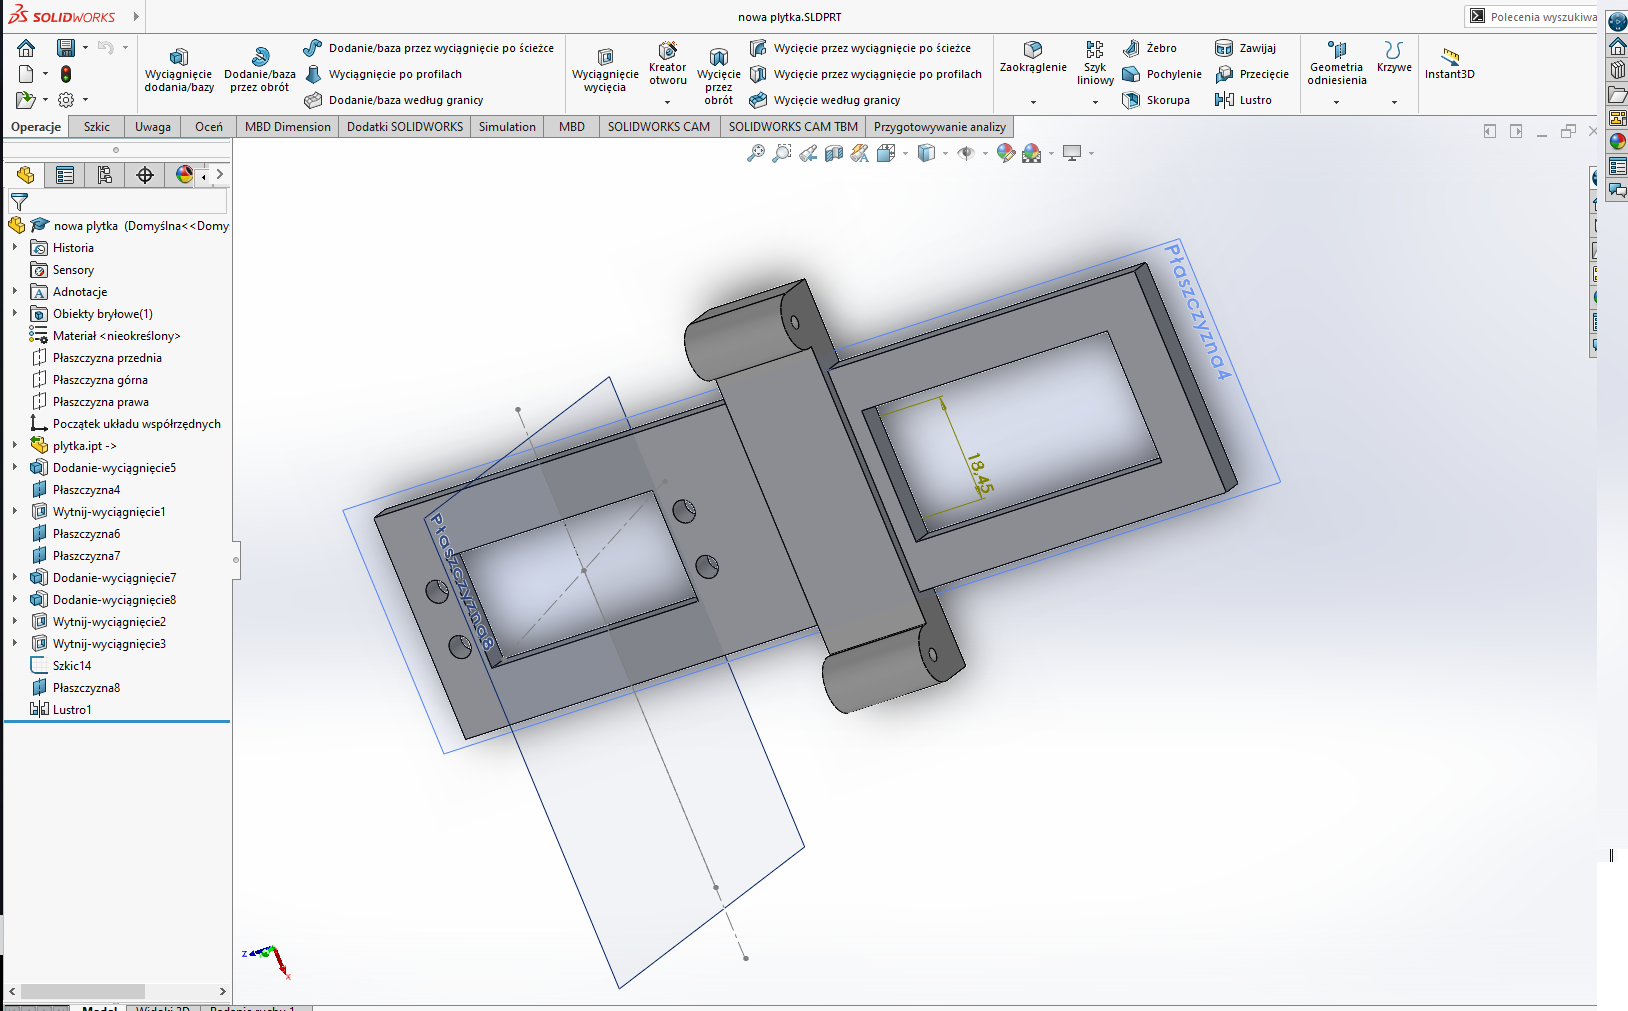 SOLIDWORKS
nowa plytka.SLDPRT
Polecenia wyszukiwa
Wyciągnięcie dodania/bazy
Dodanie/baza przez obrót
Dodanie/baza przez wyciągnięcie po ścieżce
Wyciągnięcie po profilach
Dodanie/baza według granicy
Wyciągnięcie wycięcia
Kreator otworu
Wycięcie przez obrót
Wycięcie przez wyciągnięcie po ścieżce
Wycięcie przez wyciągnięcie po profilach
Wycięcie według granicy
Zaokrąglenie
Szyk liniowy
Żebro
Pochylenie
Skorupa
Zawijaj
Przecięcie
Lustro
Geometria odniesienia
Krzywe
Instant3D
Operacje
Szkic
Uwaga
Oceń
MBD Dimension
Dodatki SOLIDWORKS
Simulation
MBD
SOLIDWORKS CAM
SOLIDWORKS CAM TBM
Przygotowywanie analizy
nowa plytka (Domyślna<<Domy
Historia
Sensory
Adnotacje
Obiekty bryłowe(1)
Materiał <nieokreślony>
Płaszczyzna przednia
Płaszczyzna górna
Płaszczyzna prawa
Początek układu współrzędnych
plytka.ipt ->
Dodanie-wyciągnięcie5
Płaszczyzna4
Wytnij-wyciągnięcie1
Płaszczyzna6
Płaszczyzna7
Dodanie-wyciągnięcie7
Dodanie-wyciągnięcie8
Wytnij-wyciągnięcie2
Wytnij-wyciągnięcie3
Szkic14
Płaszczyzna8
Lustro1
Płaszczyzna4
18,45
Płaszczyzna8
z
x
Model
Widoki 3D
Badanie ruchu 1